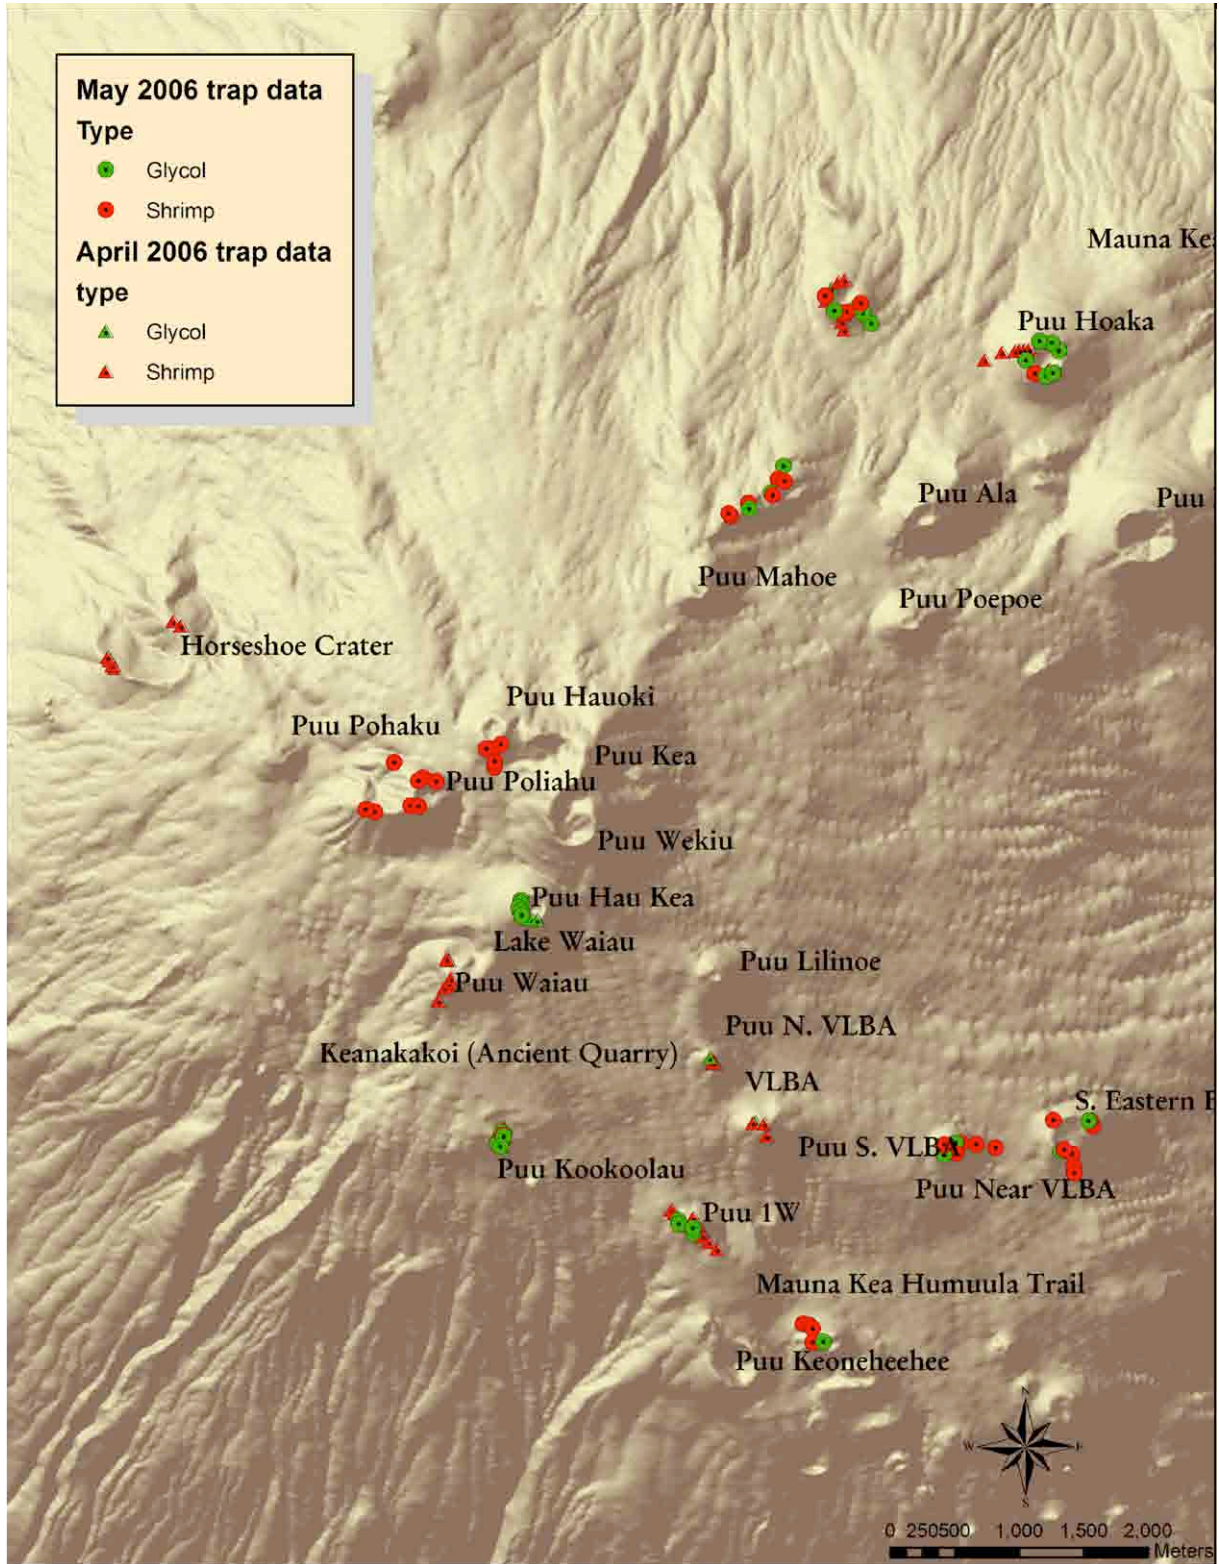 May 2006 trap data
Type
Glycol
Shrimp
April 2006 trap data
type
Glycol
Shrimp
Mauna Kea
Puu Hoaka
Puu Ala
Puu
Puu Mahoe
Puu Poepoe
Horseshoe Crater
Puu Hauoki
Puu Pohaku
Puu Kea
Puu Poliahu
Puu Wekiu
Puu Hau Kea
Lake Waiau
Puu Lilinoe
Puu Waiau
Puu N. VLBA
Keanakakoi (Ancient Quarry)
VLBA
S. Eastern
Puu S. VLBA
Puu Kookoolau
Puu Near VLBA
Puu 1W
Mauna Kea Humuula Trail
Puu Keoneheehee
N
W E
S
0 250500 1,000 1,500 2,000
Meters